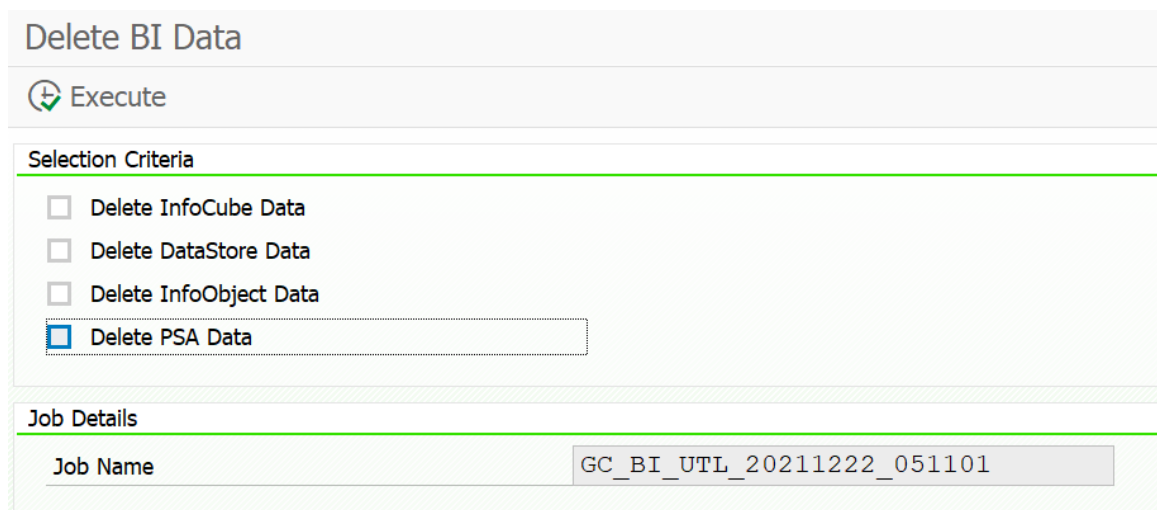 Delete BI Data
Execute
Selection Criteria
Delete InfoCube Data
Delete DataStore Data
Delete InfoObject Data
Delete PSA Data
Job Details
Job Name GC_BI_UTL_20211222_051101